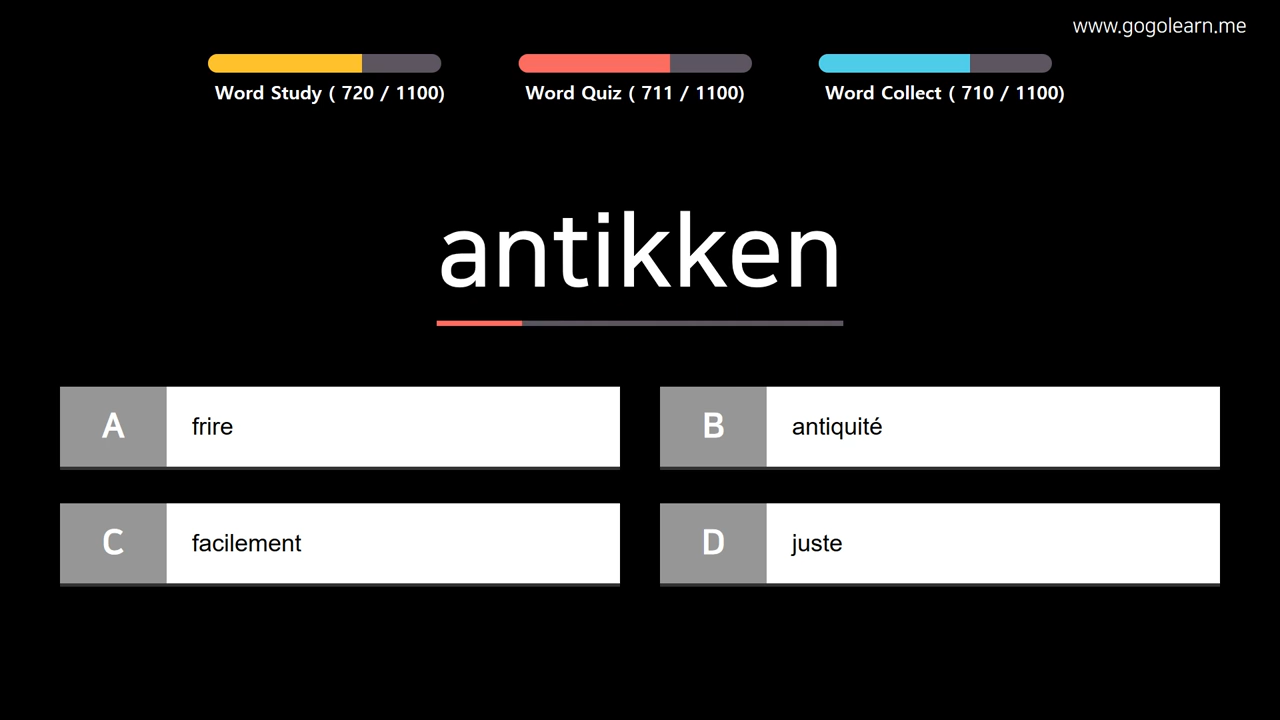 www.gogolearn.me
Word Study ( 720 / 1100)
Word Quiz ( 711 / 1100)
Word Collect ( 710 / 1100)
antikken
A
frire
B
antiquité
C
facilement
D
juste